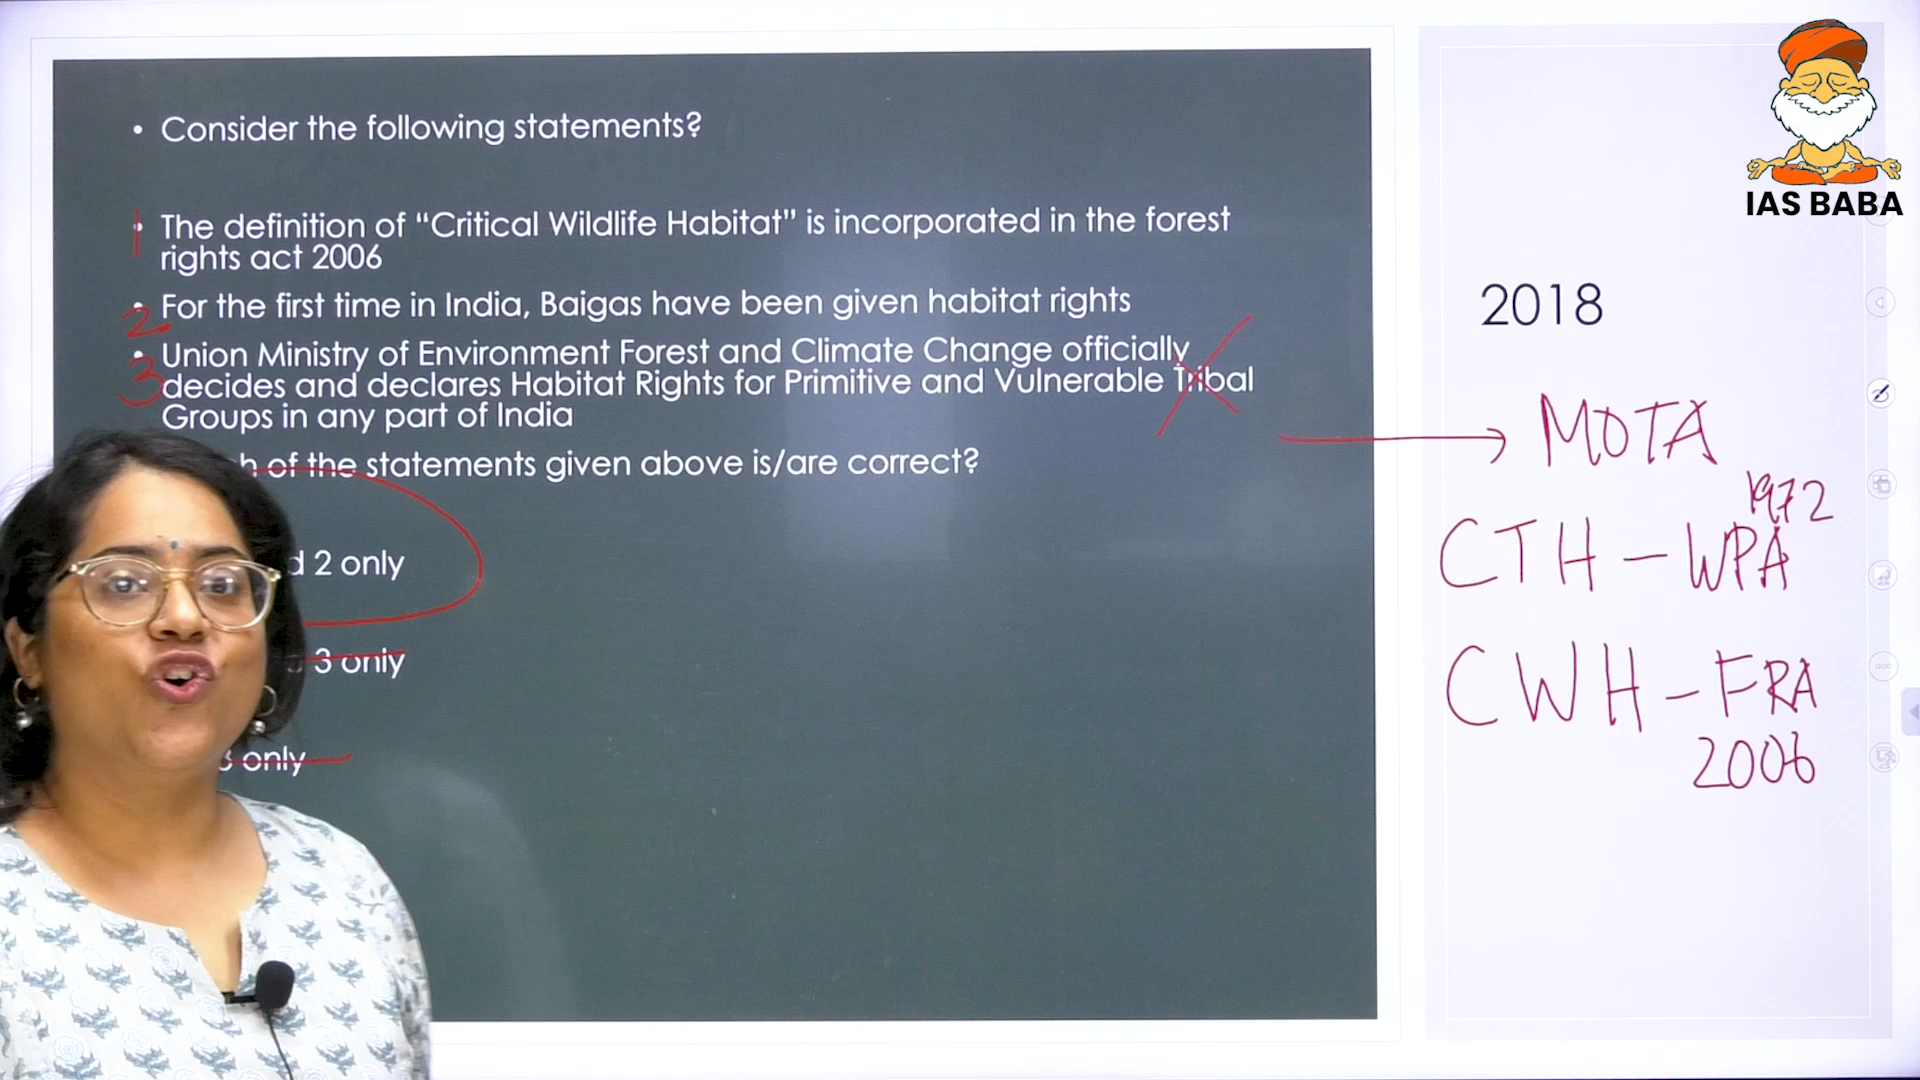 IAS BABA
• Consider the following statements?
1 • The definition of “Critical Wildlife Habitat” is incorporated in the forest
rights act 2006
2. • For the first time in India, Baigas have been given habitat rights
3 • Union Ministry of Environment Forest and Climate Change officially
decides and declares Habitat Rights for Primitive and Vulnerable Tribal
Groups in any part of India
of the statements given above is/are correct?
2 only
3 only
only
2018
MOTA
1972
CTH - WPA
CWH - FRA
2006